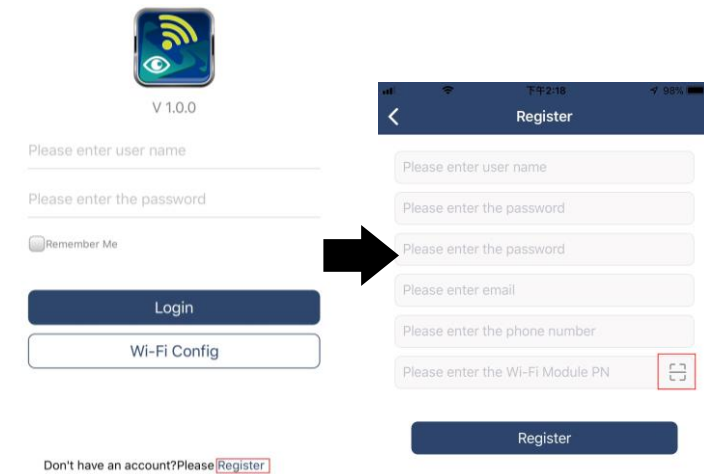 V 1.0.0
Please enter user name
Please enter the password
Remember Me
Login
Wi-Fi Config
Don't have an account?Please Register
下午2:18
98%
Register
Please enter user name
Please enter the password
Please enter the password
Please enter email
Please enter the phone number
Please enter the Wi-Fi Module PN
Register